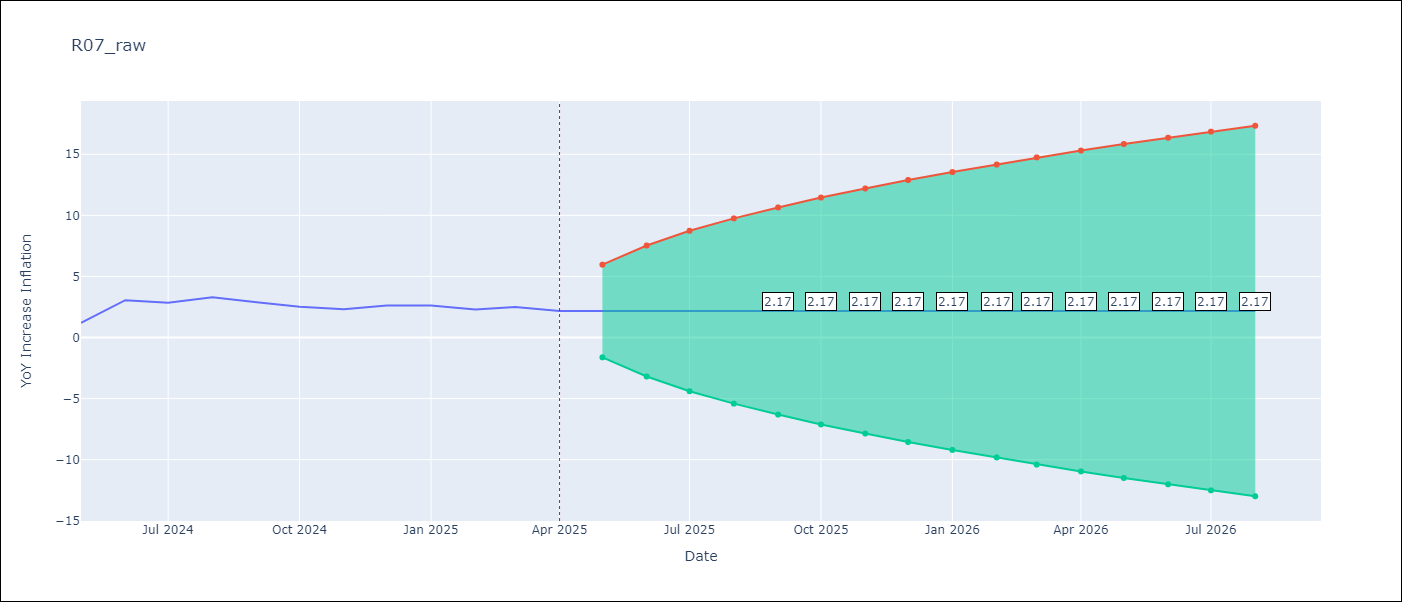 R07_raw
YoY Increase Inflation
15
10
5
0
−5
−10
−15
2.17 2.17 2.17 2.17 2.17 2.17 2.17 2.17 2.17 2.17 2.17 2.17
Jul 2024 Oct 2024 Jan 2025 Apr 2025 Jul 2025 Oct 2025 Jan 2026 Apr 2026 Jul 2026
Date